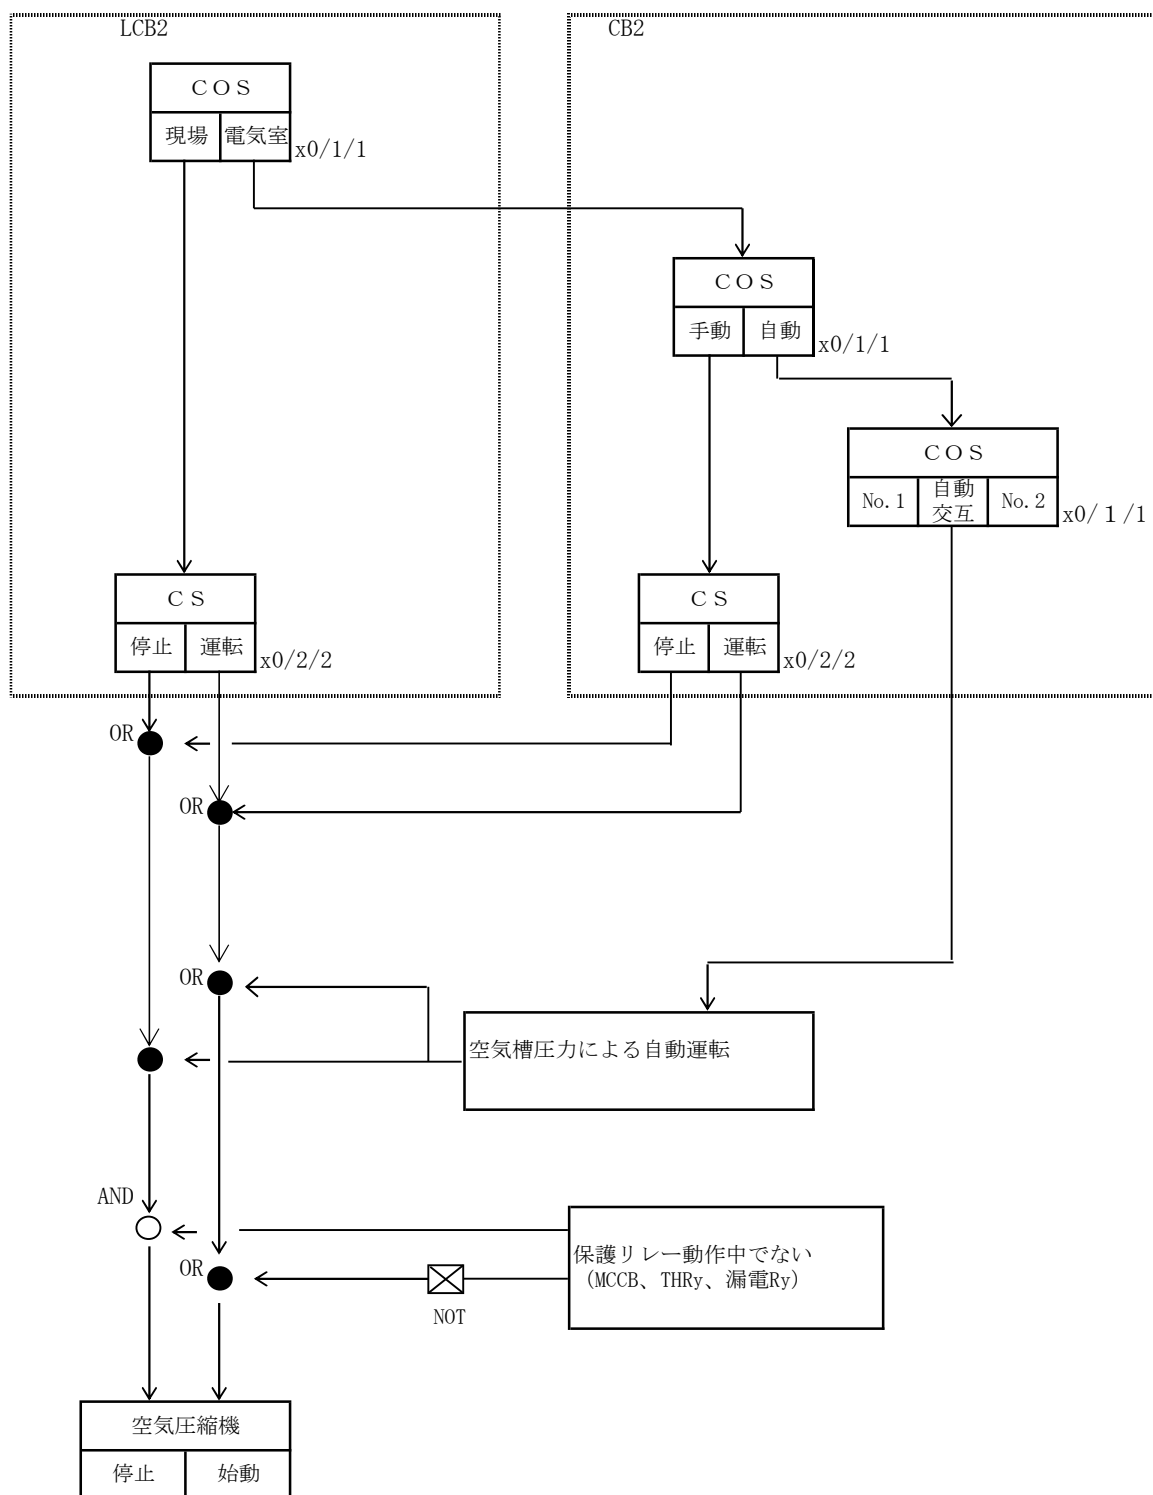 LCB2
CB2
ＣＯＳ
現場
電気室
x0/1/1
ＣＯＳ
手動
自動
x0/1/1
ＣＯＳ
No.1
自動
交互
No.2
x0/１/1
ＣＳ
停止
運転
x0/2/2
ＣＳ
停止
運転
x0/2/2
OR
OR
OR
空気槽圧力による自動運転
AND
OR
保護リレー動作中でない
（MCCB、THRy、漏電Ry）
NOT
空気圧縮機
停止
始動